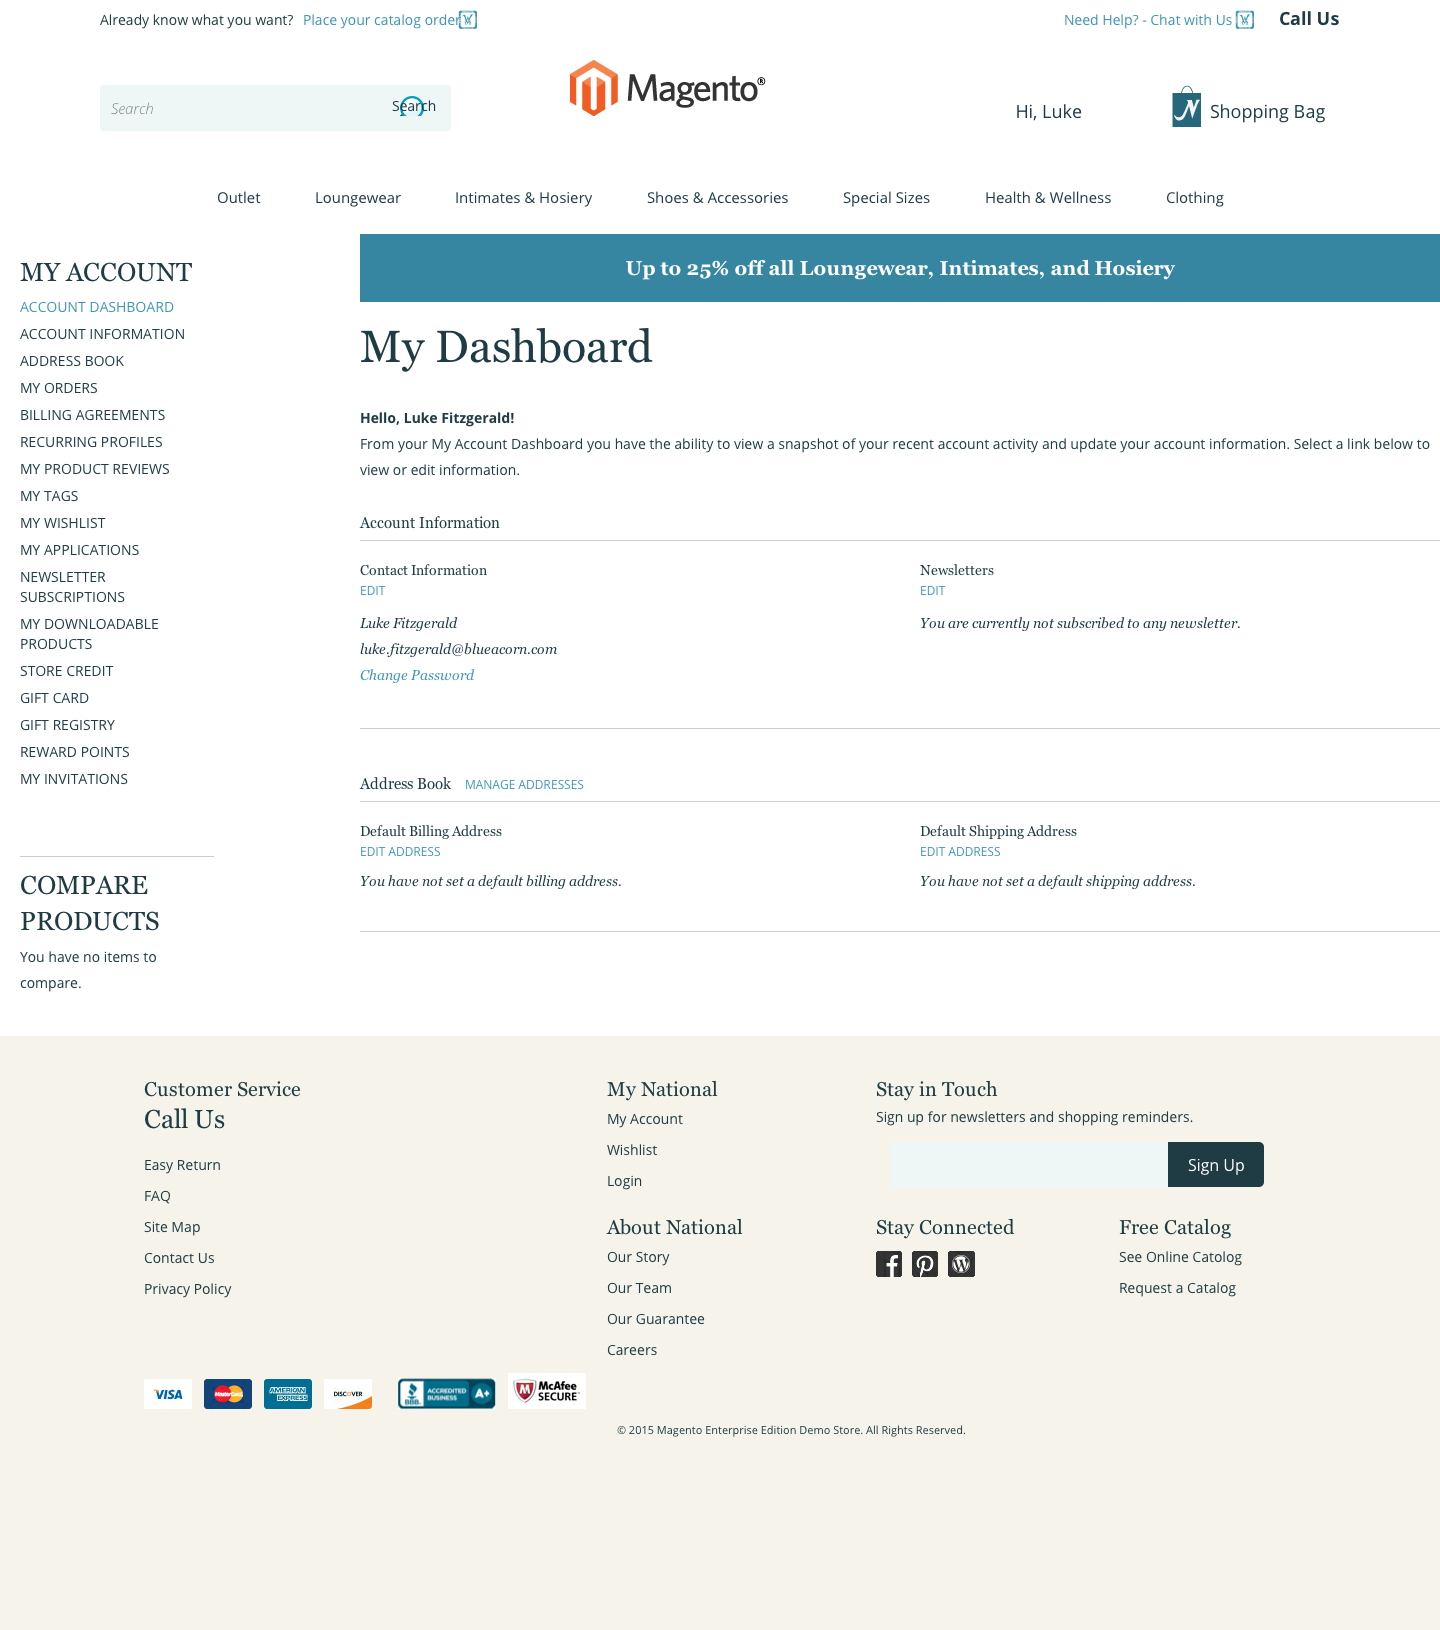 Already know what you want? Place your catalog order
Need Help? - Chat with Us
Call Us
Search
Search
Magento®
Hi, Luke
N
Shopping Bag
Outlet
Loungewear
Intimates & Hosiery
Shoes & Accessories
Special Sizes
Health & Wellness
Clothing
MY ACCOUNT
ACCOUNT DASHBOARD
ACCOUNT INFORMATION
ADDRESS BOOK
MY ORDERS
BILLING AGREEMENTS
RECURRING PROFILES
MY PRODUCT REVIEWS
MY TAGS
MY WISHLIST
MY APPLICATIONS
NEWSLETTER
SUBSCRIPTIONS
MY DOWNLOADABLE
PRODUCTS
STORE CREDIT
GIFT CARD
GIFT REGISTRY
REWARD POINTS
MY INVITATIONS
COMPARE
PRODUCTS
You have no items to
compare.
Up to 25% off all Loungewear, Intimates, and Hosiery
My Dashboard
Hello, Luke Fitzgerald!
From your My Account Dashboard you have the ability to view a snapshot of your recent account activity and update your account information. Select a link below to
view or edit information.
Account Information
Contact Information
EDIT
Luke Fitzgerald
luke.fitzgerald@blueacorn.com
Change Password
Newsletters
EDIT
You are currently not subscribed to any newsletter.
Address Book MANAGE ADDRESSES
Default Billing Address
EDIT ADDRESS
You have not set a default billing address.
Default Shipping Address
EDIT ADDRESS
You have not set a default shipping address.
Customer Service
Call Us
Easy Return
FAQ
Site Map
Contact Us
Privacy Policy
My National
My Account
Wishlist
Login
About National
Our Story
Our Team
Our Guarantee
Careers
Stay in Touch
Sign up for newsletters and shopping reminders.
Sign Up
Stay Connected
Free Catalog
See Online Catolog
Request a Catalog
VISA
MasterCard
AMERICAN
EXPRESS
DISCOVER
BBB
ACCREDITED
BUSINESS
A+
McAfee
SECURE
© 2015 Magento Enterprise Edition Demo Store. All Rights Reserved.